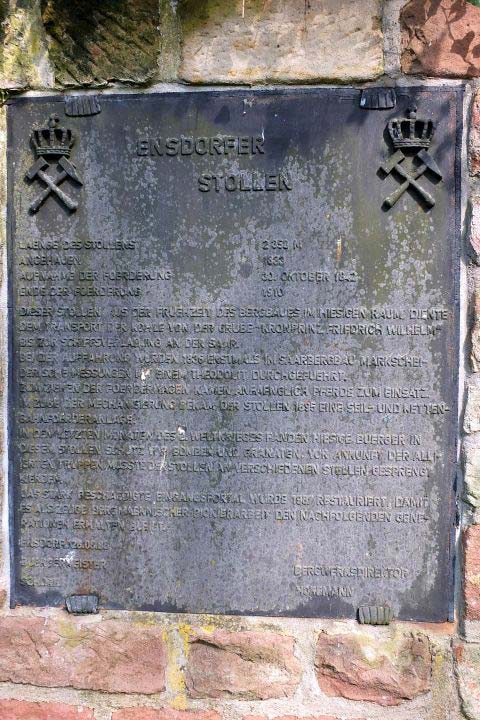 ENSDORFER
STOLLEN
LAENGE DES STOLLENS 2 352 M
ANGEHAUEN 1833
AUFNAHME DER FOERDERUNG 30. OKTOBER 1842
ENDE DER FOERDERUNG 1910
DIESER STOLLEN AUS DER FRUEHZEIT DES BERGBAUES IM HIESIGEN RAUM, DIENTE
DEM TRANSPORT DER KOHLE VON DER GRUBE "KRONPRINZ FRIEDRICH WILHELM"
BIS ZUR SCHIFFSVERLADUNG AN DER SAAR.
BEI DER AUFFAHRUNG WURDEN 1836 ERSTMALS IM SAARBERGBAU MARKSCHEI-
DERISCHE MESSUNGEN MIT EINEM THEODOLIT DURCHGEFUEHRT.
ZUM ZIEHEN DER FOERDERWAGEN KAMEN ANFAENGLICH PFERDE ZUM EINSATZ.
IM ZUGE DER MECHANISIERUNG BEKAM DER STOLLEN 1895 EINE SEIL- UND KETTEN-
BAHNFOERDERANLAGE.
IN DEN LETZTEN MONATEN DES 2. WELTKRIEGES FANDEN HIESIGE BUERGER IN
DIESEM STOLLEN SCHUTZ VOR BOMBEN UND GRANATEN. VOR ANKUNFT DER ALLI-
IERTEN TRUPPEN MUSSTE DER STOLLEN AN VERSCHIEDENEN STELLEN GESPRENGT
WERDEN.
DAS STARK BESCHAEDIGTE EINGANGSPORTAL WURDE 1987 RESTAURIERT, DAMIT
ES ALS ZEUGE BERGMAENNISCHER PIONIERARBEIT DEN NACHFOLGENDEN GENE-
RATIONEN ERHALTEN BLEIBT.
ENSDORF,
BUERGERMEISTER BERGWERKSDIREKTOR
HOHMANN